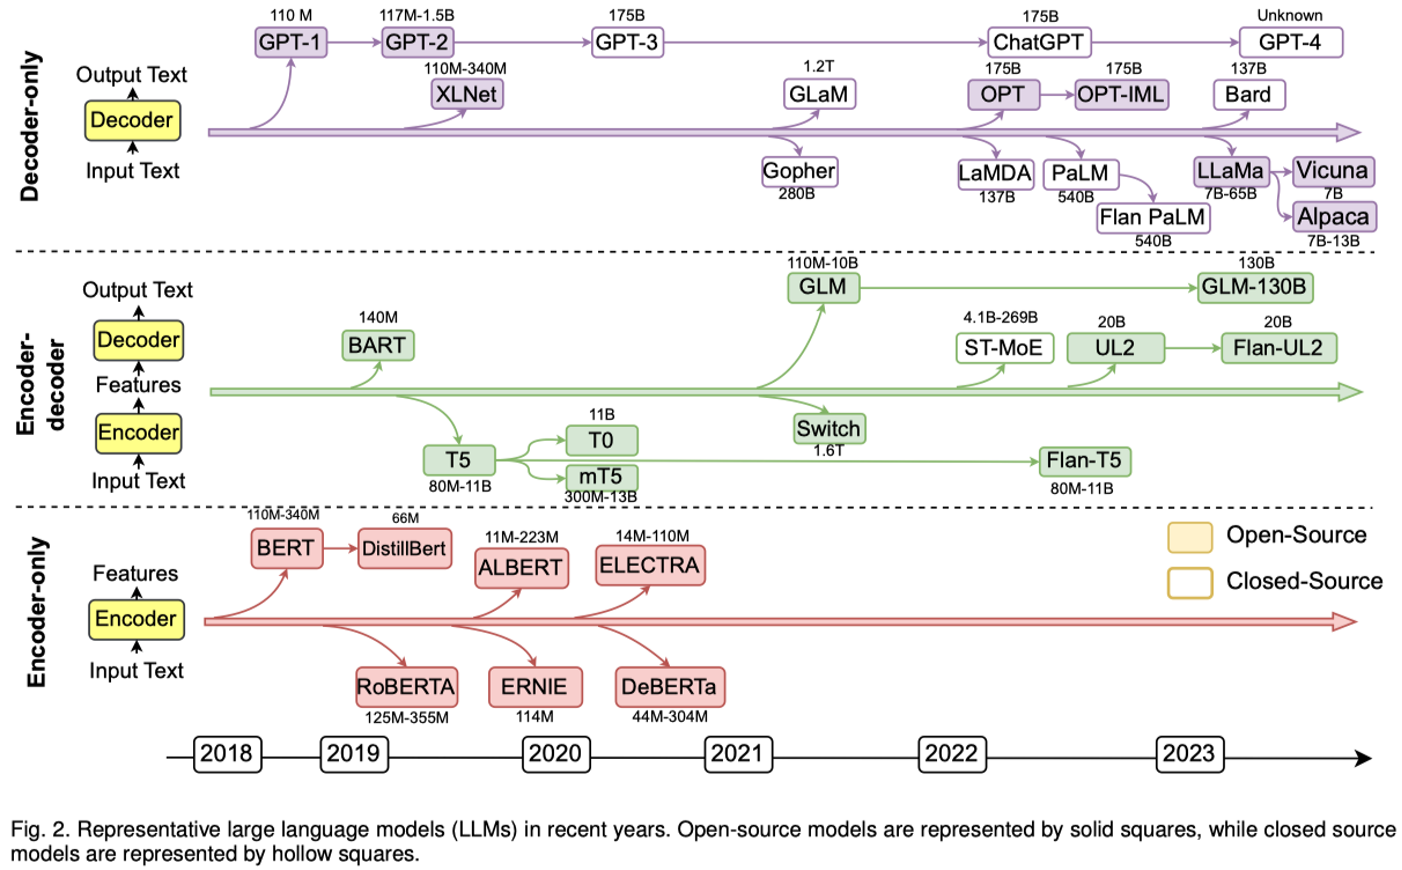 Decoder-only
Output Text
Decoder
Input Text
110 M
GPT-1
117M-1.5B
GPT-2
175B
GPT-3
175B
ChatGPT
Unknown
GPT-4
110M-340M
XLNet
1.2T
GLaM
175B
OPT
175B
OPT-IML
137B
Bard
Gopher
280B
LaMDA
137B
PaLM
540B
Flan PaLM
540B
LLaMa
7B-65B
Vicuna
7B
Alpaca
7B-13B
Encoder-
decoder
Output Text
Decoder
Features
Encoder
Input Text
110M-10B
GLM
130B
GLM-130B
140M
BART
4.1B-269B
ST-MoE
20B
UL2
20B
Flan-UL2
T5
80M-11B
11B
T0
mT5
300M-13B
Switch
1.6T
Flan-T5
80M-11B
Encoder-only
Features
Encoder
Input Text
110M-340M
BERT
66M
DistillBert
11M-223M
ALBERT
14M-110M
ELECTRA
RoBERTA
125M-355M
ERNIE
114M
DeBERTa
44M-304M
Open-Source
Closed-Source
2018
2019
2020
2021
2022
2023
Fig. 2. Representative large language models (LLMs) in recent years. Open-source models are represented by solid squares, while closed source
models are represented by hollow squares.